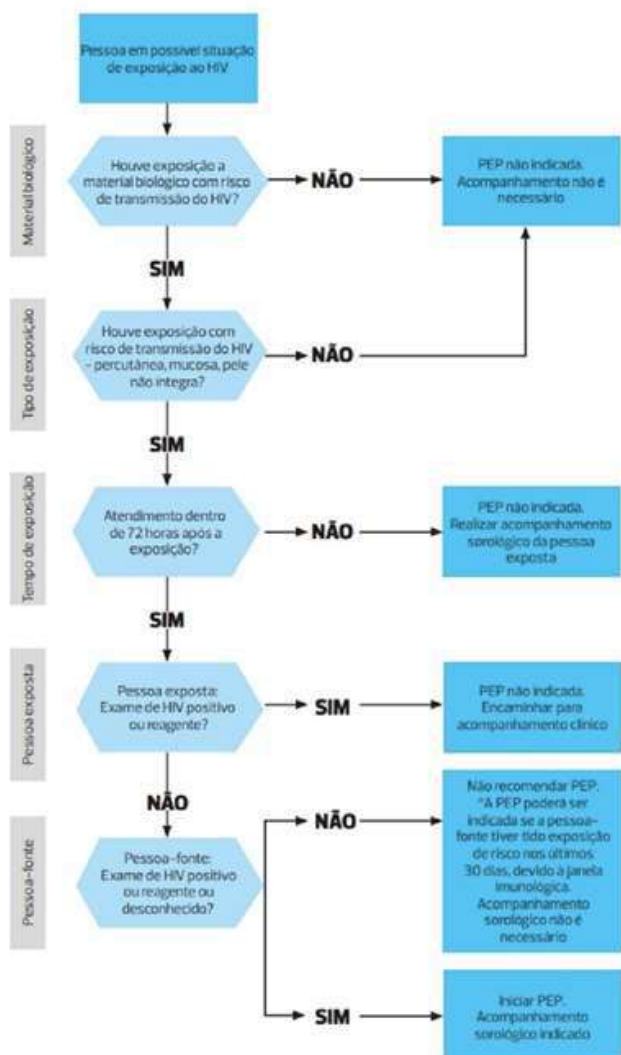 Pessoa em possível situação
de exposição ao HIV
Material biológico
Houve exposição a
material biológico com risco
de transmissão do HIV?
NÃO
PEP não indicada.
Acompanhamento não é
necessário
SIM
Tipo de exposição
Houve exposição com
risco de transmissão do HIV
- percutânea, mucosa, pele
não íntegra?
NÃO
SIM
Tempo de exposição
Atendimento dentro
de 72 horas após a
exposição?
NÃO
PEP não indicada.
Realizar acompanhamento
sorológico da pessoa
exposta
SIM
Pessoa exposta
Pessoa exposta:
Exame de HIV positivo
ou reagente?
SIM
PEP não indicada.
Encaminhar para
acompanhamento clínico
NÃO
Pessoa-fonte
Pessoa-fonte:
Exame de HIV positivo
ou reagente ou
desconhecido?
NÃO
Não recomendar PEP.
*A PEP poderá ser
indicada se a pessoa-
fonte tiver tido exposição
de risco nos últimos
30 dias, devido à janela
imunológica.
Acompanhamento
sorológico não é
necessário
SIM
Iniciar PEP.
Acompanhamento
sorológico indicado